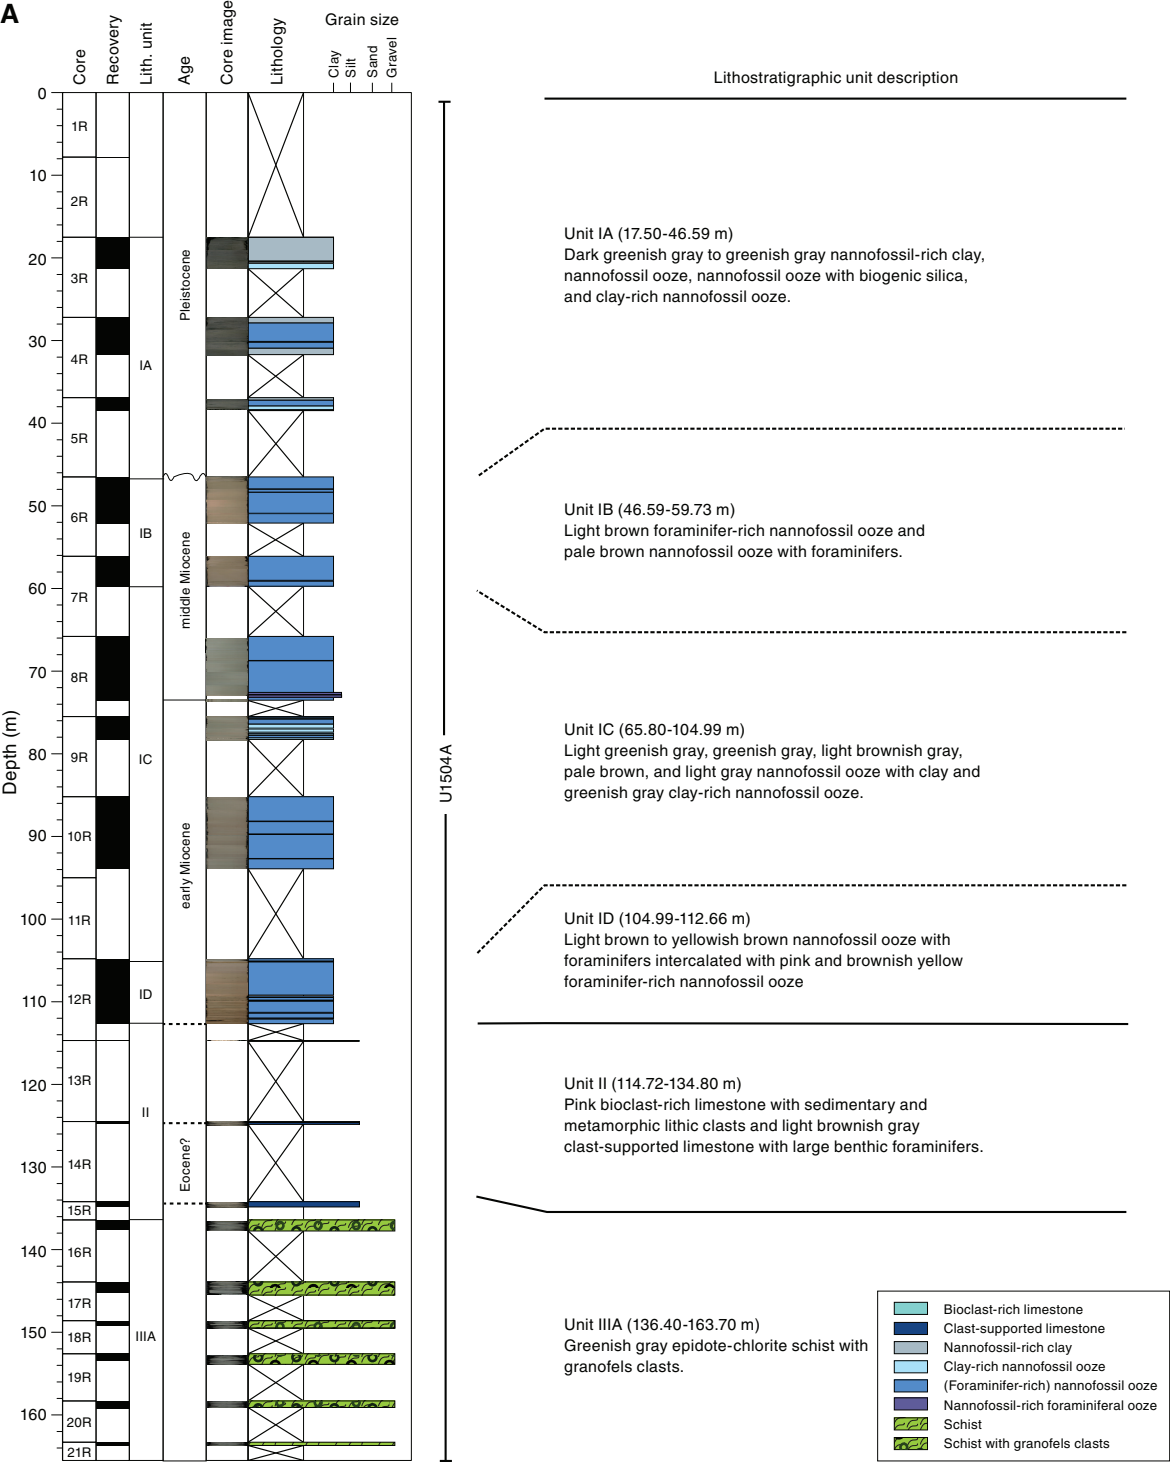 A
Core
Recovery
Lith. unit
Age
Core image
Lithology
Grain size
Clay
Silt
Sand
Gravel
Lithostratigraphic unit description
Depth (m)
0
10
20
30
40
50
60
70
80
90
100
110
120
130
140
150
160
1R
2R
3R
4R
5R
6R
7R
8R
9R
10R
11R
12R
13R
14R
15R
16R
17R
18R
19R
20R
21R
IA
IB
IC
ID
II
IIIA
Pleistocene
middle Miocene
early Miocene
Eocene?
U1504A
Unit IA (17.50-46.59 m)
Dark greenish gray to greenish gray nannofossil-rich clay,
nannofossil ooze, nannofossil ooze with biogenic silica,
and clay-rich nannofossil ooze.
Unit IB (46.59-59.73 m)
Light brown foraminifer-rich nannofossil ooze and
pale brown nannofossil ooze with foraminifers.
Unit IC (65.80-104.99 m)
Light greenish gray, greenish gray, light brownish gray,
pale brown, and light gray nannofossil ooze with clay and
greenish gray clay-rich nannofossil ooze.
Unit ID (104.99-112.66 m)
Light brown to yellowish brown nannofossil ooze with
foraminifers intercalated with pink and brownish yellow
foraminifer-rich nannofossil ooze
Unit II (114.72-134.80 m)
Pink bioclast-rich limestone with sedimentary and
metamorphic lithic clasts and light brownish gray
clast-supported limestone with large benthic foraminifers.
Unit IIIA (136.40-163.70 m)
Greenish gray epidote-chlorite schist with
granofels clasts.
Bioclast-rich limestone
Clast-supported limestone
Nannofossil-rich clay
Clay-rich nannofossil ooze
(Foraminifer-rich) nannofossil ooze
Nannofossil-rich foraminiferal ooze
Schist
Schist with granofels clasts